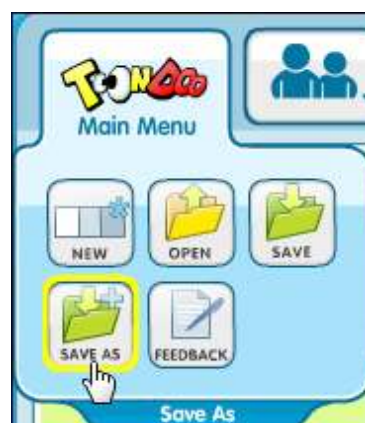 TOONDOO
Main Menu
NEW OPEN SAVE
SAVE AS FEEDBACK
Save As